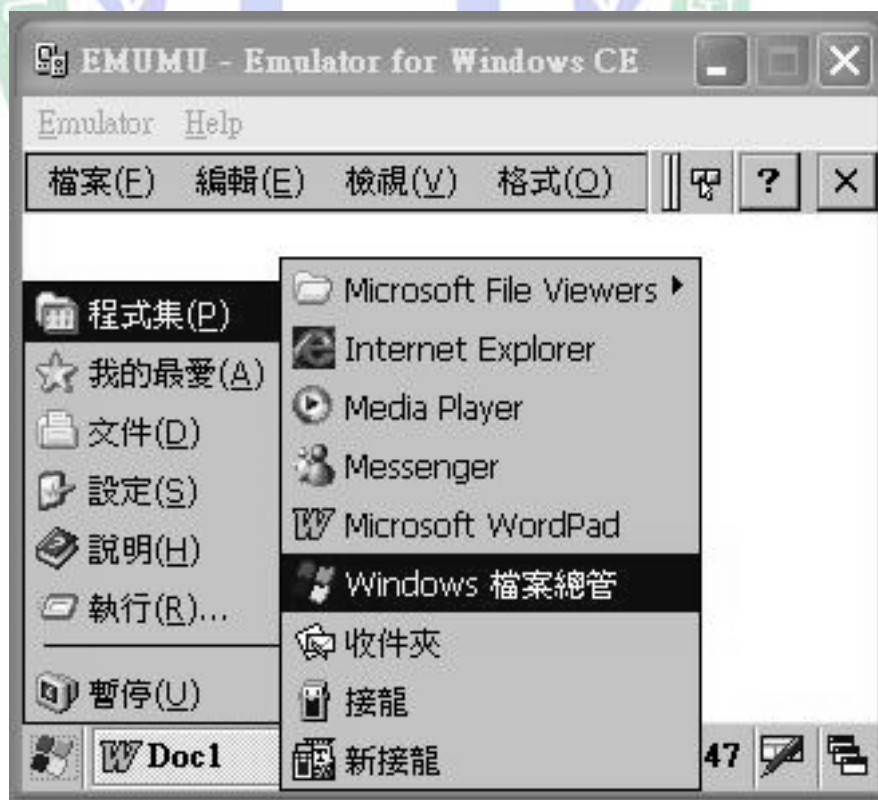 EMUMU - Emulator for Windows CE
Emulator Help
檔案(F) 編輯(E) 檢視(V) 格式(O) ?
程式集(P)
我的最愛(A)
文件(D)
設定(S)
說明(H)
執行(R)...
暫停(U)
Microsoft File Viewers
Internet Explorer
Media Player
Messenger
Microsoft WordPad
Windows 檔案總管
收件夾
接龍
新接龍
Doc1
47